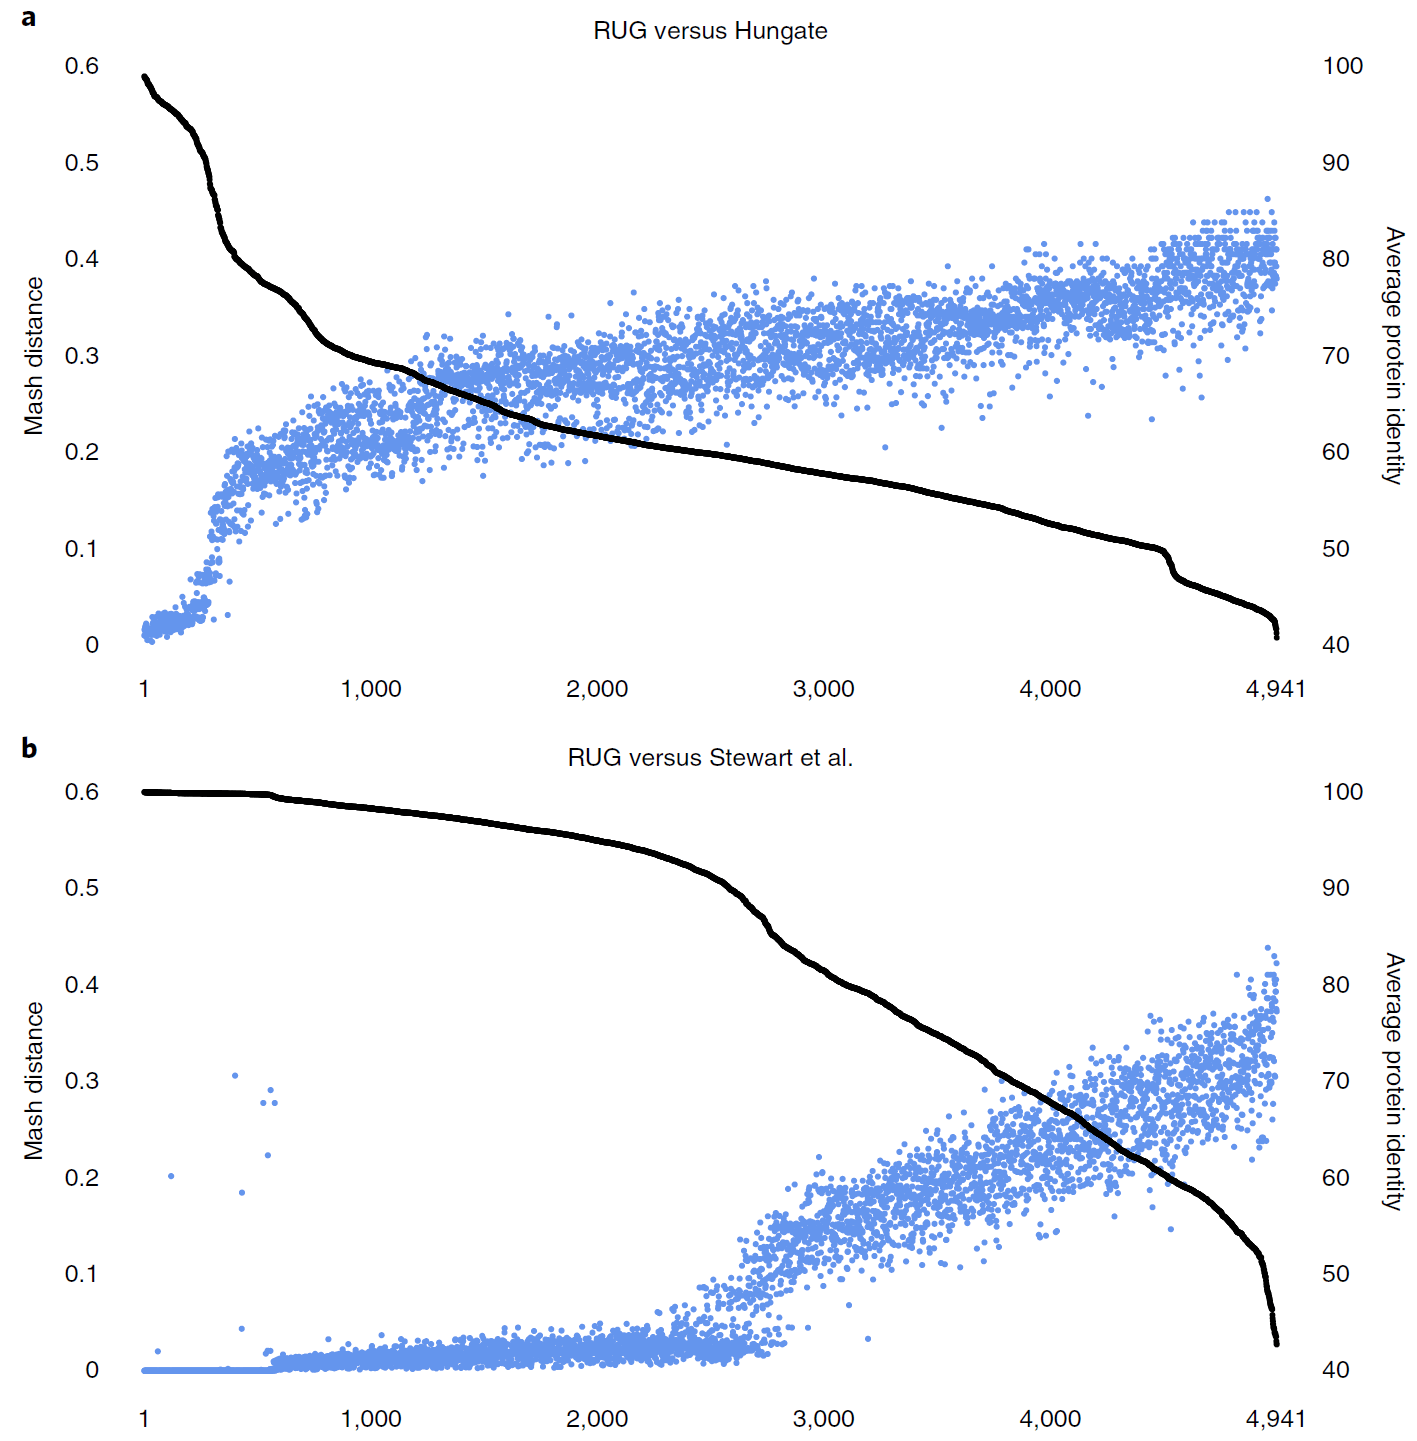 a
RUG versus Hungate
0.6
0.5
0.4
0.3
0.2
0.1
0
Mash distance
100
90
80
70
60
50
40
Average protein identity
1 1,000 2,000 3,000 4,000 4,941
b
RUG versus Stewart et al.
0.6
0.5
0.4
0.3
0.2
0.1
0
Mash distance
100
90
80
70
60
50
40
Average protein identity
1 1,000 2,000 3,000 4,000 4,941